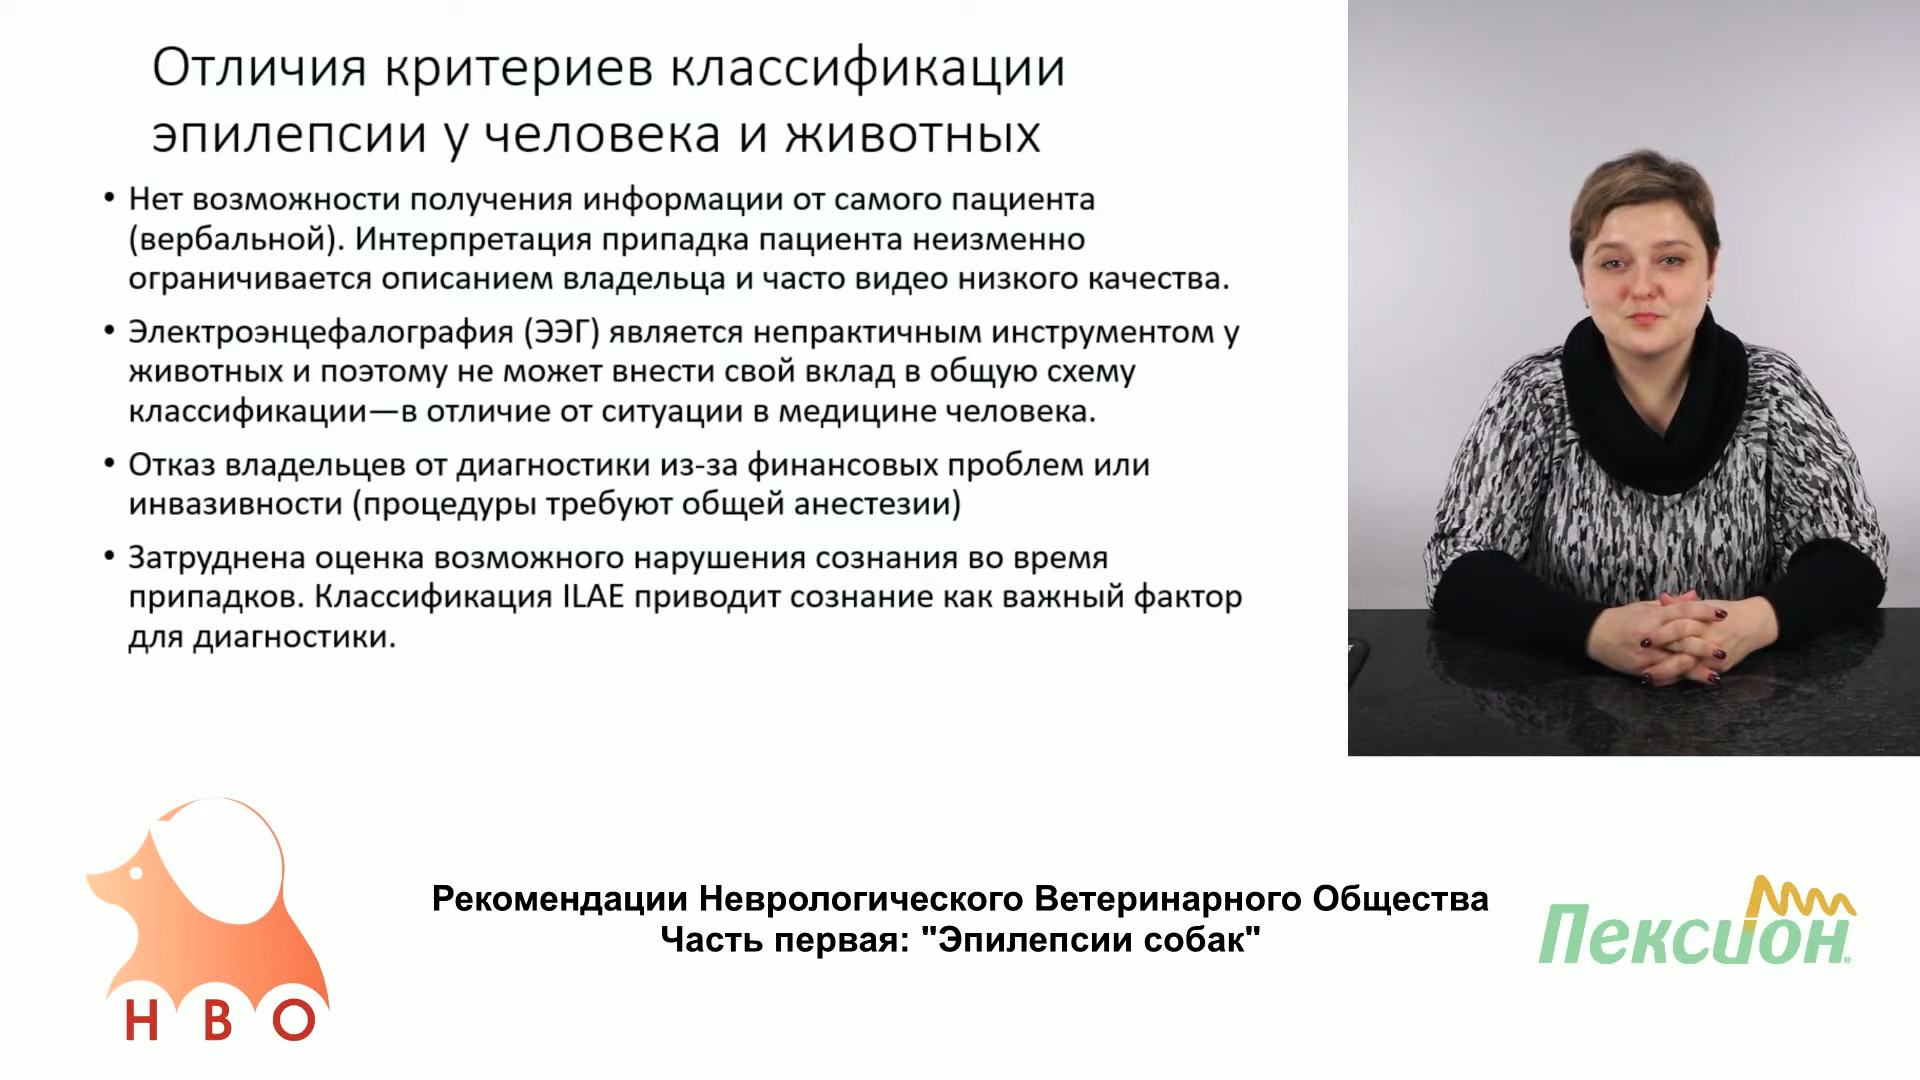 Отличия критериев классификации
эпилепсии у человека и животных
• Нет возможности получения информации от самого пациента
(вербальной). Интерпретация припадка пациента неизменно
ограничивается описанием владельца и часто видео низкого качества.
• Электроэнцефалография (ЭЭГ) является непрактичным инструментом у
животных и поэтому не может внести свой вклад в общую схему
классификации—в отличие от ситуации в медицине человека.
• Отказ владельцев от диагностики из-за финансовых проблем или
инвазивности (процедуры требуют общей анестезии)
• Затруднена оценка возможного нарушения сознания во время
припадков. Классификация ILAE приводит сознание как важный фактор
для диагностики.
Рекомендации Неврологического Ветеринарного Общества
Часть первая: "Эпилепсии собак"
Пексион®
НВО